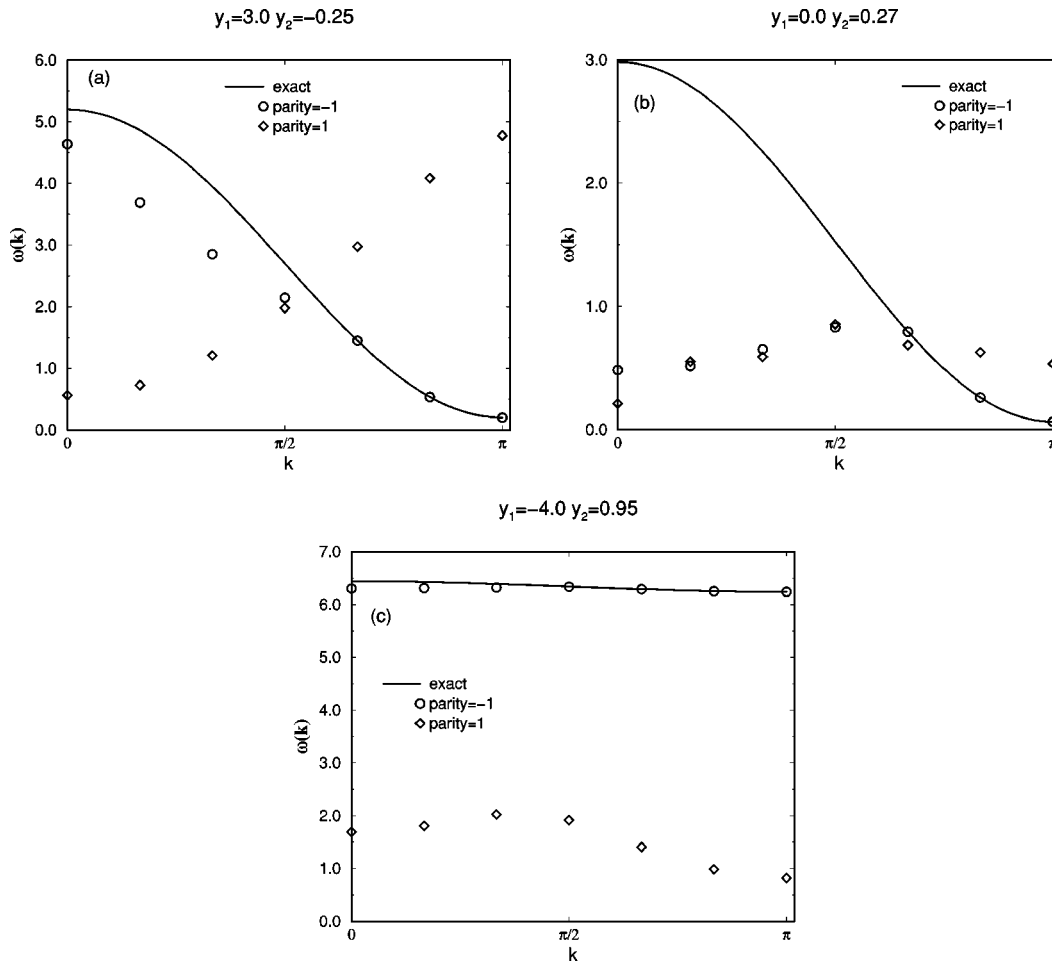 y₁=3.0 y₂=−0.25
(a)
exact
parity=−1
parity=1
6.0
5.0
4.0
3.0
2.0
1.0
0.0
ω(k)
0
π/2
π
k
y₁=0.0 y₂=0.27
(b)
exact
parity=−1
parity=1
3.0
2.0
1.0
0.0
ω(k)
0
π/2
π
k
y₁=−4.0 y₂=0.95
(c)
exact
parity=−1
parity=1
7.0
6.0
5.0
4.0
3.0
2.0
1.0
0.0
ω(k)
0
π/2
π
k